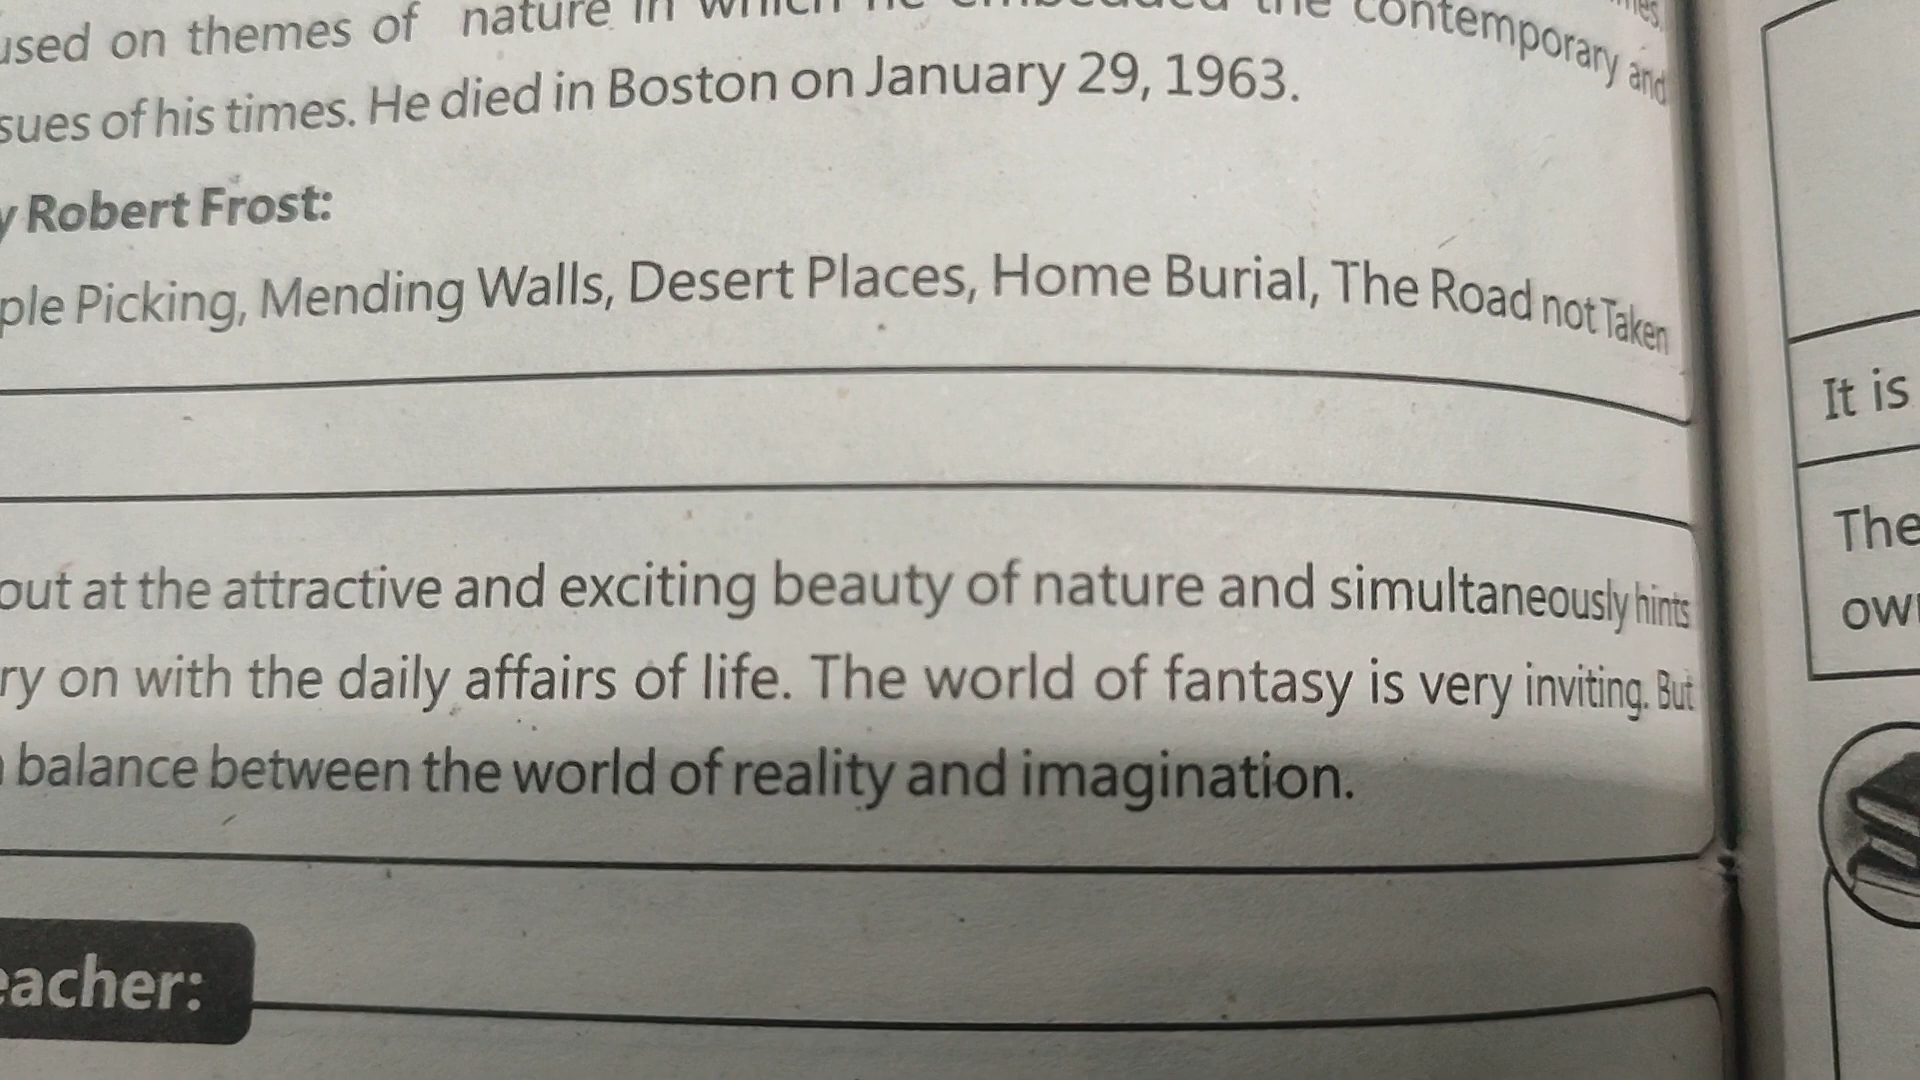 used on themes of nature in which he embedded the contemporary and
sues of his times. He died in Boston on January 29, 1963.
y Robert Frost:
ple Picking, Mending Walls, Desert Places, Home Burial, The Road not Taken
out at the attractive and exciting beauty of nature and simultaneously hints
ry on with the daily affairs of life. The world of fantasy is very inviting. But
balance between the world of reality and imagination.
eacher:
It is
The
ow